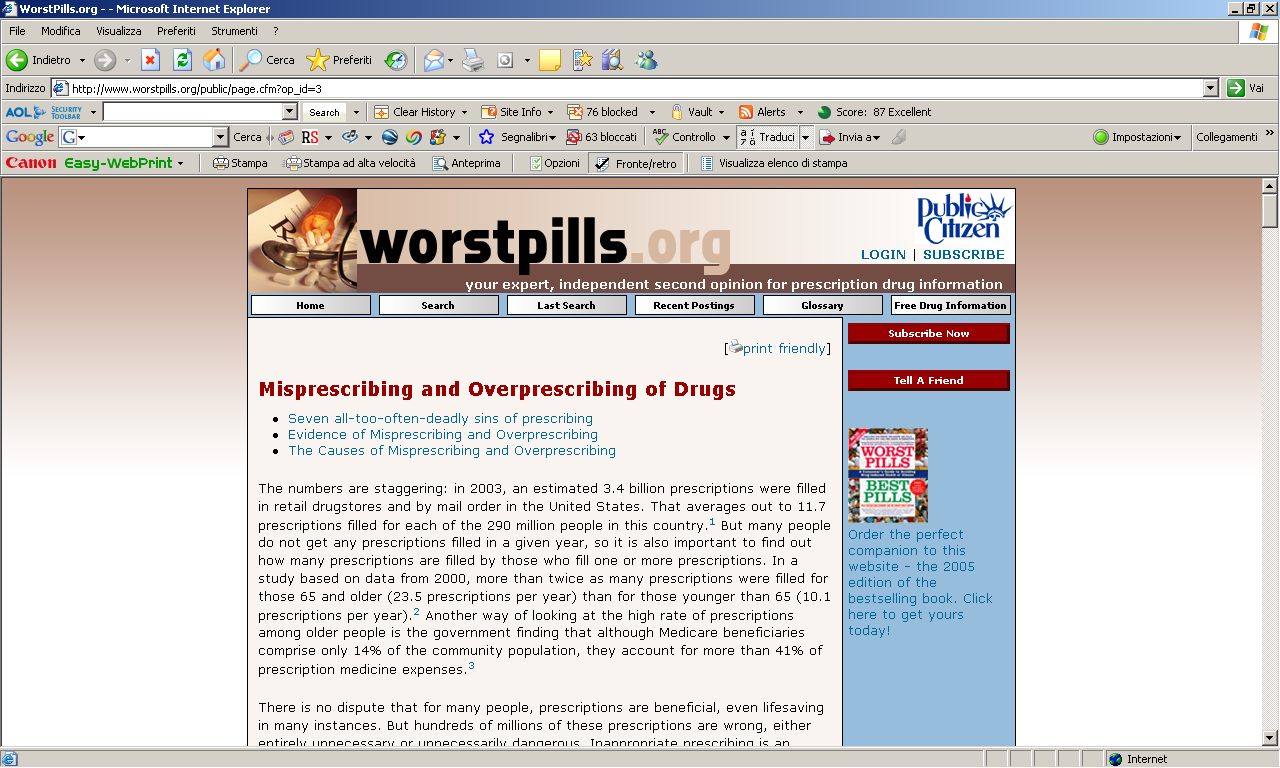 WorstPills.org - - Microsoft Internet Explorer
File Modifica Visualizza Preferiti Strumenti ?
Indietro Cerca Preferiti
Indirizzo http://www.worstpills.org/public/page.cfm?op_id=3 Vai
AOL SECURITY TOOLBAR Search Clear History Site Info 76 blocked Vault Alerts Score: 87 Excellent
Google G Cerca RS Segnalibri 63 bloccati Controllo Traduci Invia a Impostazioni Collegamenti »
Canon Easy-WebPrint Stampa Stampa ad alta velocità Anteprima Opzioni Fronte/retro Visualizza elenco di stampa
Public Citizen
worstpills.org
LOGIN | SUBSCRIBE
your expert, independent second opinion for prescription drug information
Home Search Last Search Recent Postings Glossary Free Drug Information
[print friendly]
Misprescribing and Overprescribing of Drugs
• Seven all-too-often-deadly sins of prescribing
• Evidence of Misprescribing and Overprescribing
• The Causes of Misprescribing and Overprescribing
The numbers are staggering: in 2003, an estimated 3.4 billion prescriptions were filled
in retail drugstores and by mail order in the United States. That averages out to 11.7
prescriptions filled for each of the 290 million people in this country.1 But many people
do not get any prescriptions filled in a given year, so it is also important to find out
how many prescriptions are filled by those who fill one or more prescriptions. In a
study based on data from 2000, more than twice as many prescriptions were filled for
those 65 and older (23.5 prescriptions per year) than for those younger than 65 (10.1
prescriptions per year).2 Another way of looking at the high rate of prescriptions
among older people is the government finding that although Medicare beneficiaries
comprise only 14% of the community population, they account for more than 41% of
prescription medicine expenses.3
There is no dispute that for many people, prescriptions are beneficial, even lifesaving
in many instances. But hundreds of millions of these prescriptions are wrong, either
entirely unnecessary or unnecessarily dangerous. Inappropriate prescribing is an
Subscribe Now
Tell A Friend
WORST PILLS
BEST PILLS
Order the perfect
companion to this
website - the 2005
edition of the
bestselling book. Click
here to get yours
today!
Internet